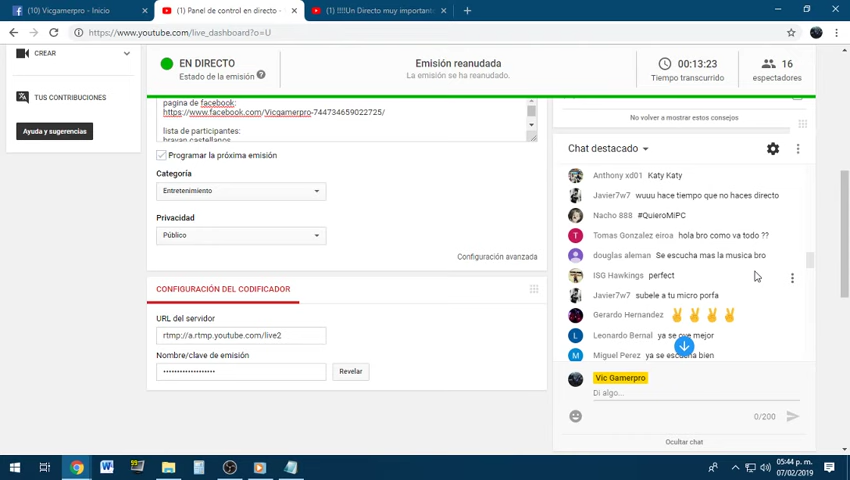 (10) Vicgamerpro - Inicio
(1) Panel de control en directo -
(1) !!!!Un Directo muy importante
https://www.youtube.com/live_dashboard?o=U
CREAR
TUS CONTRIBUCIONES
Ayuda y sugerencias
EN DIRECTO
Estado de la emisión
Emisión reanudada
La emisión se ha reanudado.
00:13:23
Tiempo transcurrido
16
espectadores
pagina de facebook:
https://www.facebook.com/Vicgamerpro-744734659022725/
lista de participantes:
brayan castellanos
Programar la próxima emisión
Categoría
Entretenimiento
Privacidad
Público
Configuración avanzada
CONFIGURACIÓN DEL CODIFICADOR
URL del servidor
rtmp://a.rtmp.youtube.com/live2
Nombre/clave de emisión
••••••••••••••••••
Revelar
No volver a mostrar estos consejos
Chat destacado
Anthony xd01 Katy Katy
Javier7w7 wuuu hace tiempo que no haces directo
Nacho 888 #QuieroMiPC
Tomas Gonzalez eiroa hola bro como va todo ??
douglas aleman Se escucha mas la musica bro
ISG Hawkings perfect
Javier7w7 subele a tu micro porfa
Gerardo Hernandez ✌✌✌✌
Leonardo Bernal ya se oye mejor
Miguel Perez ya se escucha bien
Vic Gamerpro
Di algo...
0/200
Ocultar chat
05:44 p. m.
07/02/2019